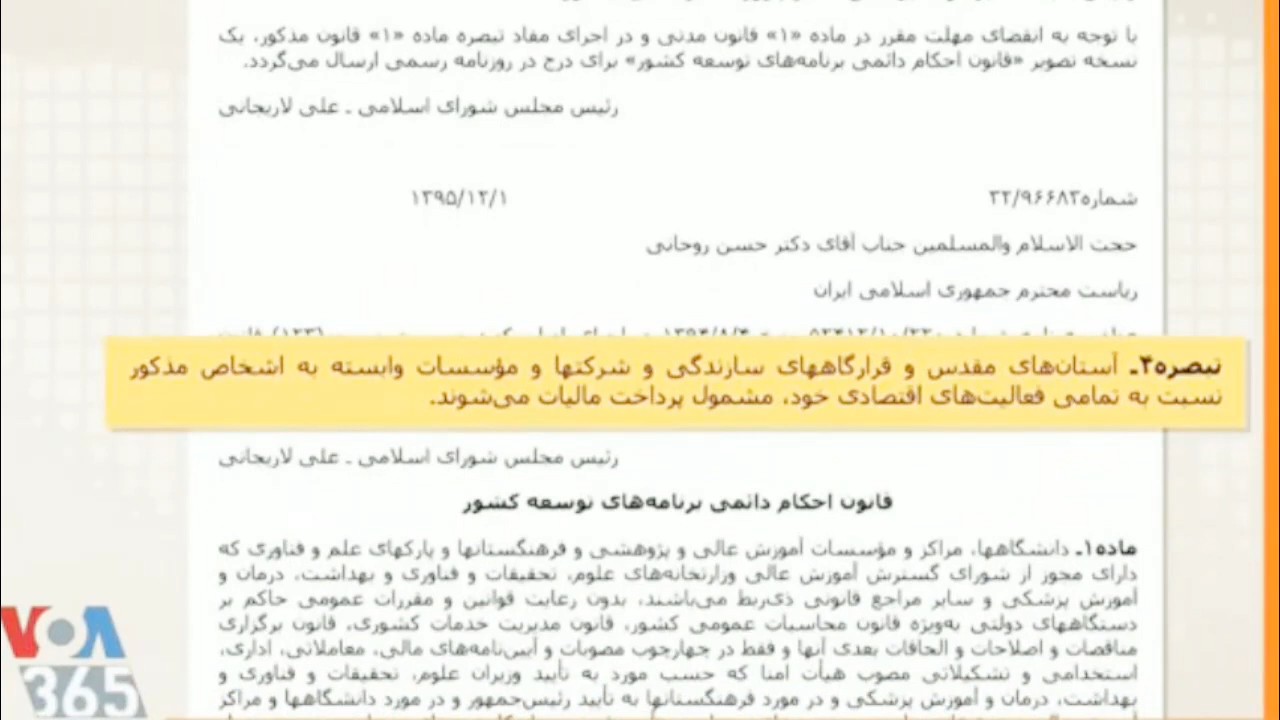 با توجه به انقضای مهلت مقرر در ماده «۱» قانون مدنی و در اجرای مفاد تبصره ماده «۱» قانون مذکور، یک
نسخه تصویر «قانون احکام دائمی برنامه‌های توسعه کشور» برای درج در روزنامه رسمی ارسال می‌گردد.
رئیس مجلس شورای اسلامی ـ علی لاریجانی
شماره۳۲/۹۶۶۸۳ ۱۳۹۵/۱۲/۱
حجت الاسلام والمسلمین جناب آقای دکتر حسن روحانی
ریاست محترم جمهوری اسلامی ایران
تبصره۴ـ آستان‌های مقدس و قرارگاههای سازندگی و شرکتها و مؤسسات وابسته به اشخاص مذکور
نسبت به تمامی فعالیت‌های اقتصادی خود، مشمول پرداخت مالیات می‌شوند.
رئیس مجلس شورای اسلامی ـ علی لاریجانی
قانون احکام دائمی برنامه‌های توسعه کشور
ماده۱ـ دانشگاهها، مراکز و مؤسسات آموزش عالی و پژوهشی و فرهنگستانها و پارکهای علم و فناوری که
دارای مجوز از شورای گسترش آموزش عالی وزارتخانه‌های علوم، تحقیقات و فناوری و بهداشت، درمان و
آموزش پزشکی و سایر مراجع قانونی ذی‌ربط می‌باشند، بدون رعایت قوانین و مقررات عمومی حاکم بر
دستگاههای دولتی به‌ویژه قانون محاسبات عمومی کشور، قانون مدیریت خدمات کشوری، قانون برگزاری
مناقصات و اصلاحات و الحاقات بعدی آنها و فقط در چهارچوب مصوبات و آیین‌نامه‌های مالی، معاملاتی، اداری،
استخدامی و تشکیلاتی مصوب هیأت امنا که حسب مورد به تأیید وزیران علوم، تحقیقات و فناوری و
بهداشت، درمان و آموزش پزشکی و در مورد فرهنگستانها به تأیید رئیس‌جمهور و در مورد دانشگاهها و مراکز
VOA
365